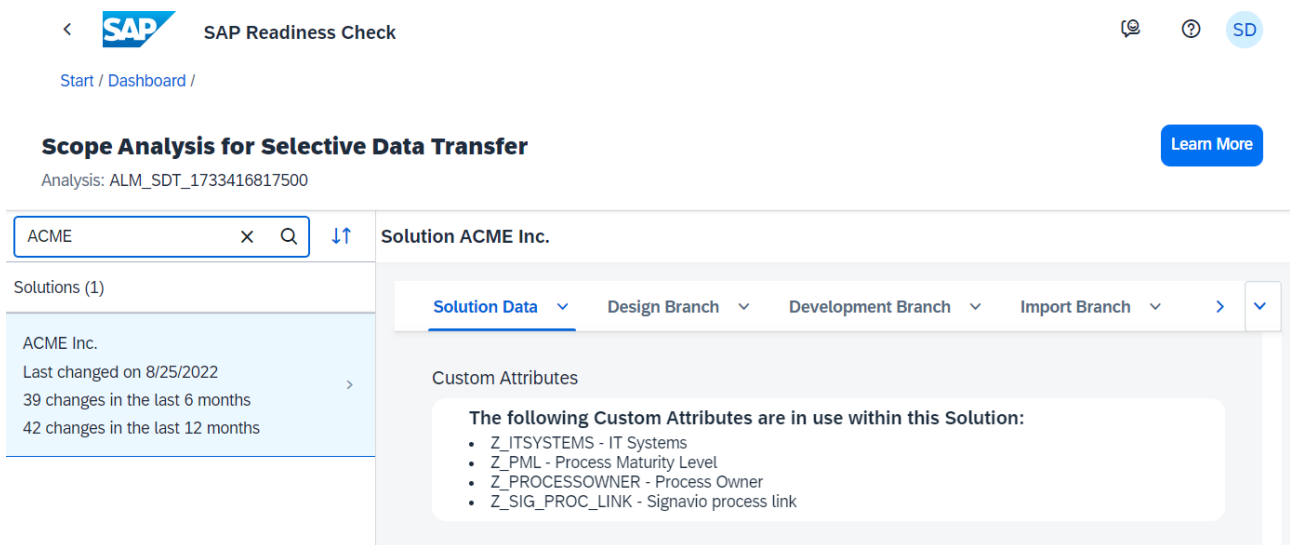 SAP SAP Readiness Check SD
Start / Dashboard /
Scope Analysis for Selective Data Transfer
Learn More
Analysis: ALM_SDT_1733416817500
ACME
Solution ACME Inc.
Solutions (1)
Solution Data Design Branch Development Branch Import Branch
ACME Inc.
Last changed on 8/25/2022
39 changes in the last 6 months
42 changes in the last 12 months
Custom Attributes
The following Custom Attributes are in use within this Solution:
• Z_ITSYSTEMS - IT Systems
• Z_PML - Process Maturity Level
• Z_PROCESSOWNER - Process Owner
• Z_SIG_PROC_LINK - Signavio process link